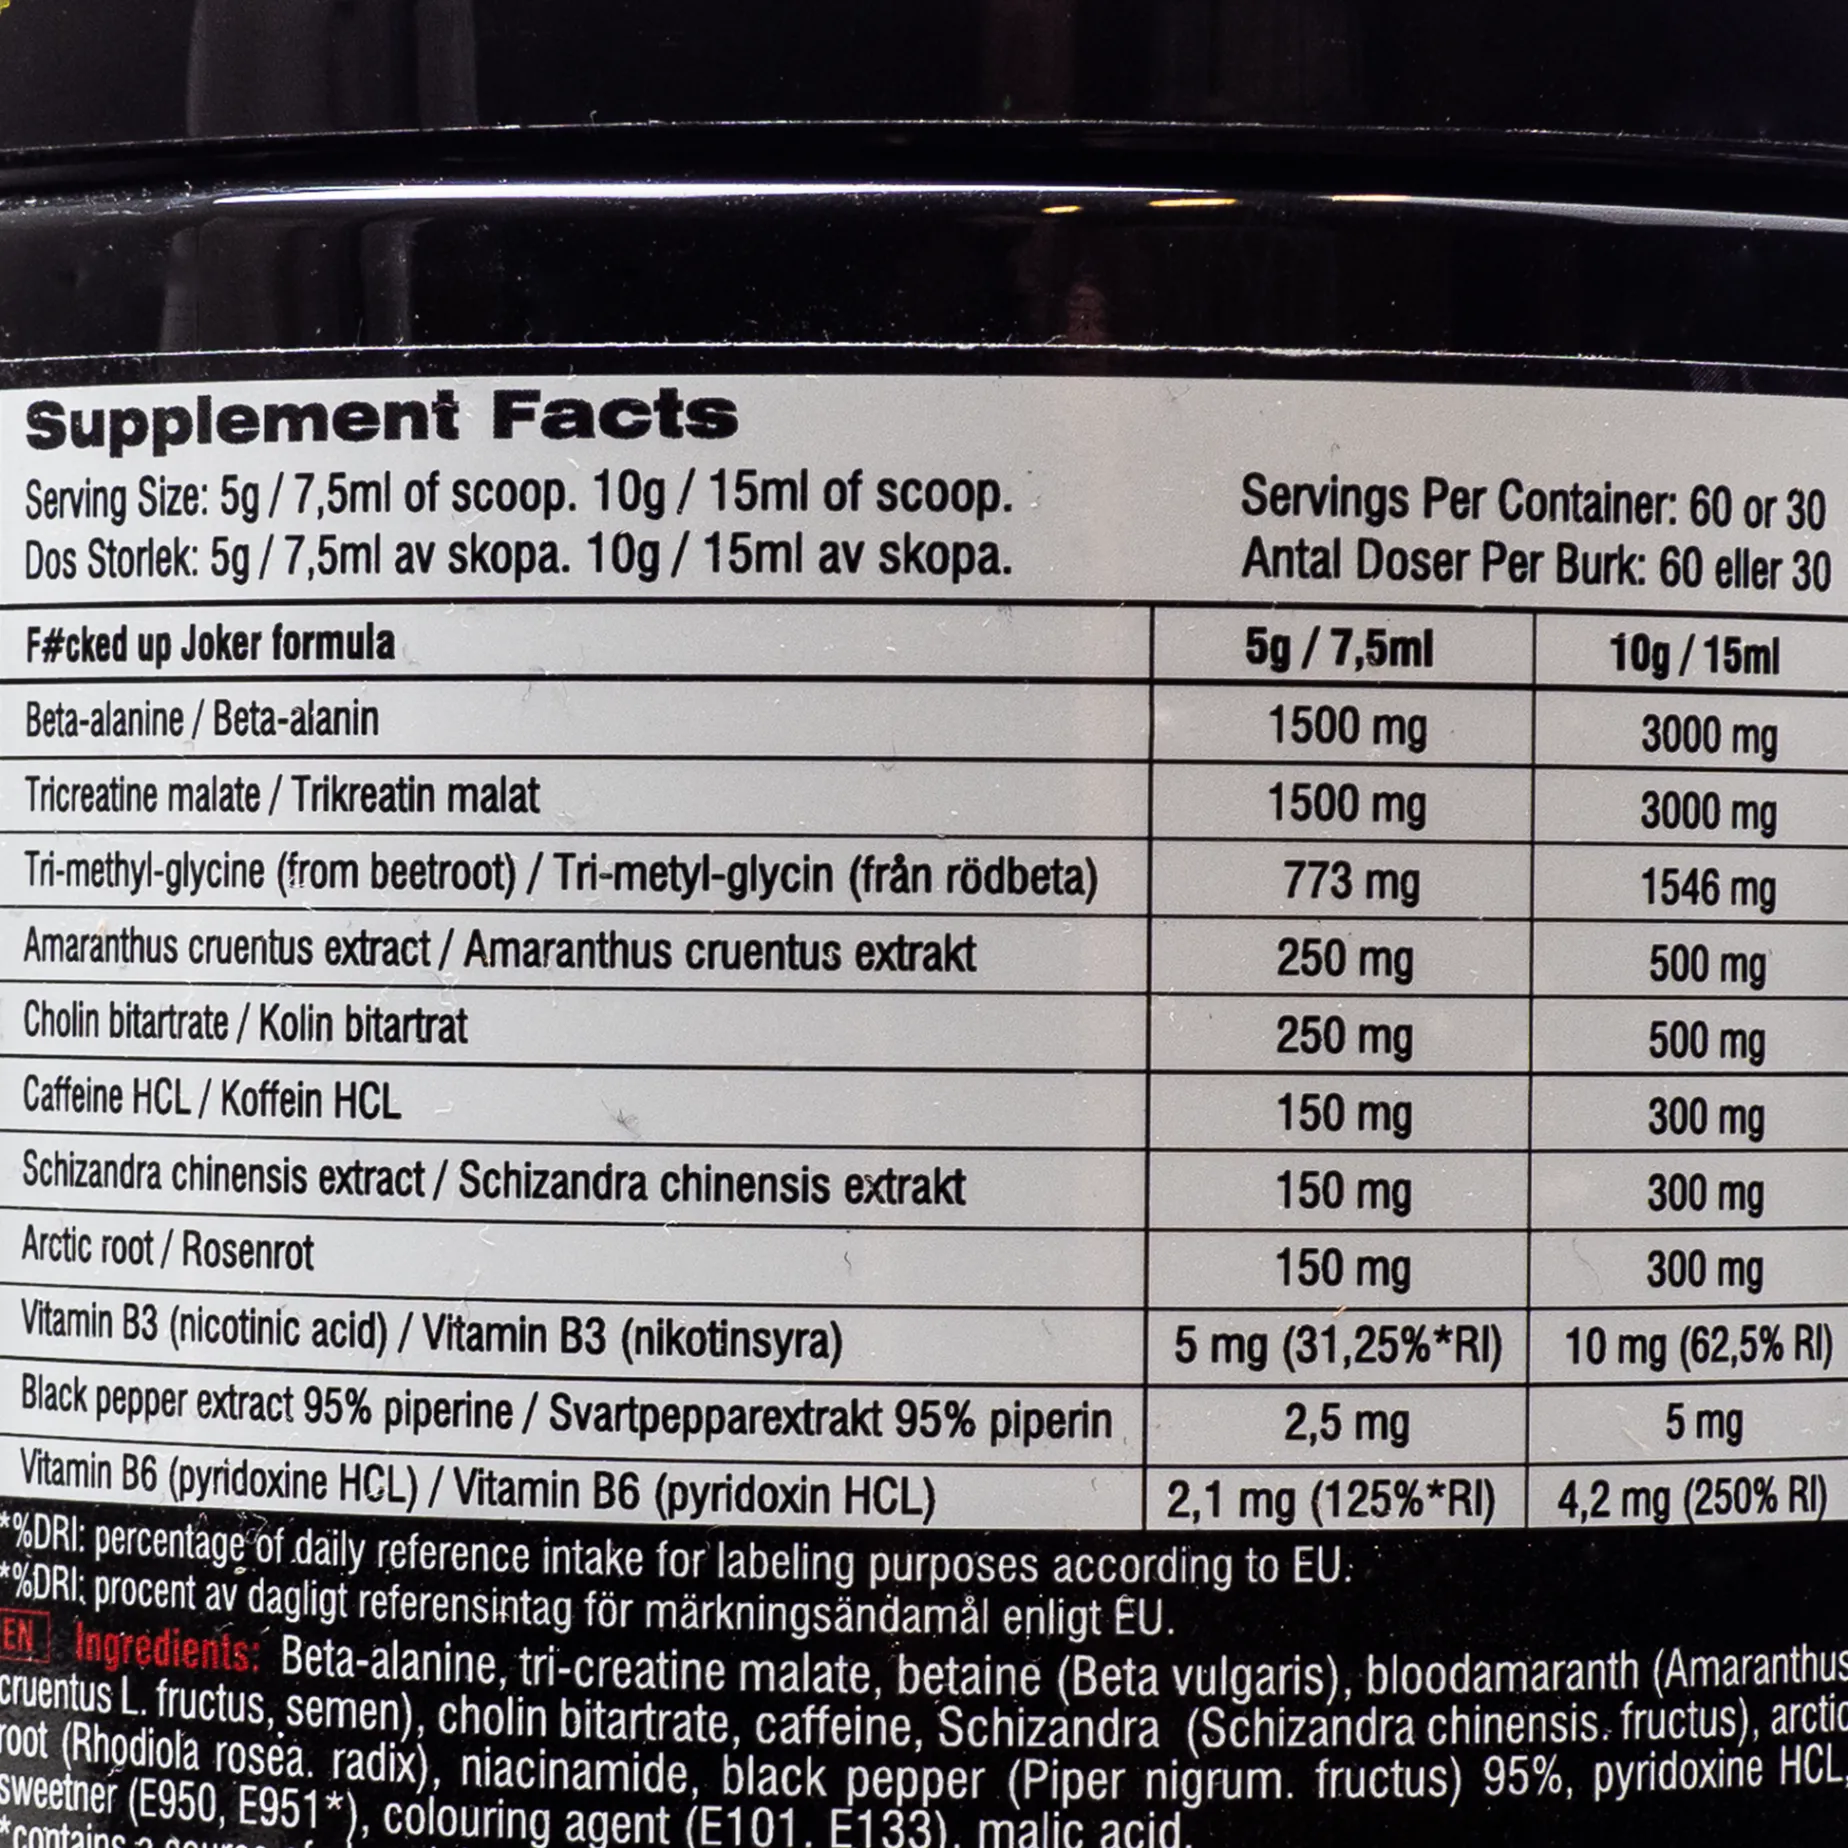 Supplement Facts
Serving Size: 5g / 7,5ml of scoop. 10g / 15ml of scoop. Servings Per Container: 60 or 30
Dos Storlek: 5g / 7,5ml av skopa. 10g / 15ml av skopa. Antal Doser Per Burk: 60 eller 30
F#cked up Joker formula 5g / 7,5ml 10g / 15ml
Beta-alanine / Beta-alanin 1500 mg 3000 mg
Tricreatine malate / Trikreatin malat 1500 mg 3000 mg
Tri-methyl-glycine (from beetroot) / Tri-metyl-glycin (från rödbeta) 773 mg 1546 mg
Amaranthus cruentus extract / Amaranthus cruentus extrakt 250 mg 500 mg
Cholin bitartrate / Kolin bitartrat 250 mg 500 mg
Caffeine HCL / Koffein HCL 150 mg 300 mg
Schizandra chinensis extract / Schizandra chinensis extrakt 150 mg 300 mg
Arctic root / Rosenrot 150 mg 300 mg
Vitamin B3 (nicotinic acid) / Vitamin B3 (nikotinsyra) 5 mg (31,25%*RI) 10 mg (62,5% RI)
Black pepper extract 95% piperine / Svartpepparextrakt 95% piperin 2,5 mg 5 mg
Vitamin B6 (pyridoxine HCL) / Vitamin B6 (pyridoxin HCL) 2,1 mg (125%*RI) 4,2 mg (250% RI)
*%DRI: percentage of daily reference intake for labeling purposes according to EU.
*%DRI: procent av dagligt referensintag för märkningsändamål enligt EU.
EN Ingredients: Beta-alanine, tri-creatine malate, betaine (Beta vulgaris), bloodamaranth (Amaranthus
cruentus L. fructus, semen), cholin bitartrate, caffeine, Schizandra (Schizandra chinensis. fructus), arctic
root (Rhodiola rosea. radix), niacinamide, black pepper (Piper nigrum. fructus) 95%, pyridoxine HCL,
sweetner (E950, E951*), colouring agent (E101, E133), malic acid.
*contains a